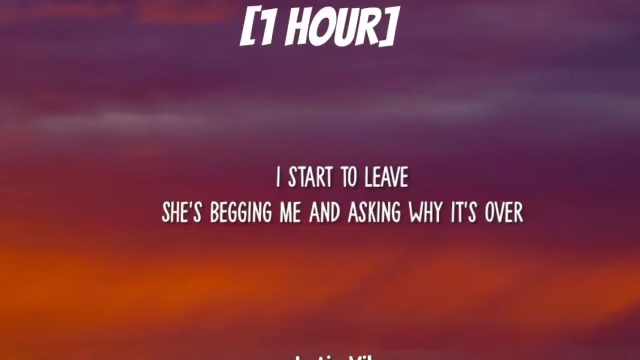 [1 HOUR]
I START TO LEAVE
SHE'S BEGGING ME AND ASKING WHY IT'S OVER